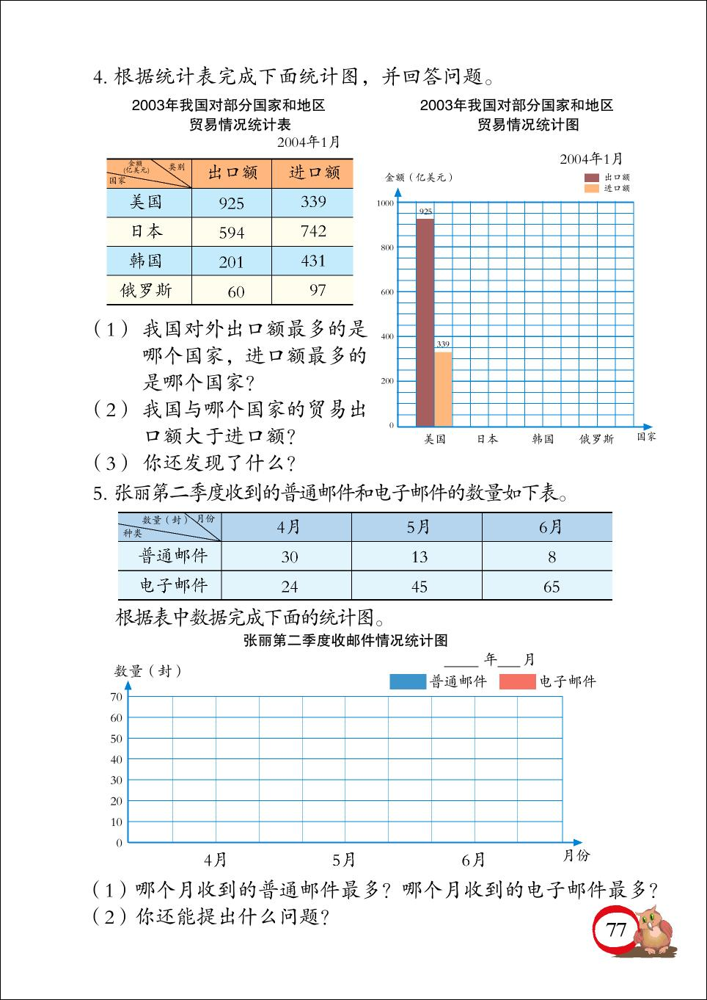 4. 根据统计表完成下面统计图，并回答问题。
2003年我国对部分国家和地区
贸易情况统计表
2004年1月
金额(亿美元) 类别 国家 出口额 进口额
美国 925 339
日本 594 742
韩国 201 431
俄罗斯 60 97
2003年我国对部分国家和地区
贸易情况统计图
2004年1月
金额（亿美元）
出口额
进口额
1000
925
800
600
400
339
200
0
美国 日本 韩国 俄罗斯 国家
（1） 我国对外出口额最多的是
哪个国家，进口额最多的
是哪个国家？
（2） 我国与哪个国家的贸易出
口额大于进口额？
（3） 你还发现了什么？
5. 张丽第二季度收到的普通邮件和电子邮件的数量如下表。
数量（封） 月份 种类 4月 5月 6月
普通邮件 30 13 8
电子邮件 24 45 65
根据表中数据完成下面的统计图。
张丽第二季度收邮件情况统计图
____ 年___ 月
数量（封）
普通邮件 电子邮件
70
60
50
40
30
20
10
0
4月 5月 6月 月份
（1）哪个月收到的普通邮件最多？哪个月收到的电子邮件最多？
（2）你还能提出什么问题？
77